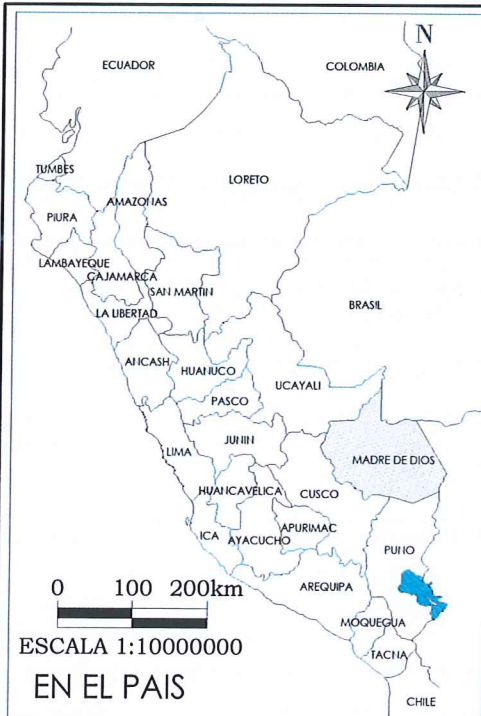 N
ECUADOR
COLOMBIA
TUMBES
AMAZONAS
LORETO
PIURA
LAMBAYEQUE
CAJAMARCA
SAN MARTIN
BRASIL
LA LIBERTAD
ANCASH
HUANUCO
UCAYALI
PASCO
LIMA
JUNIN
MADRE DE DIOS
HUANCAVELICA
CUSCO
ICA
AYACUCHO
APURIMAC
PUNO
AREQUIPA
MOQUEGUA
TACNA
CHILE
0 100 200km
ESCALA 1:10000000
EN EL PAIS